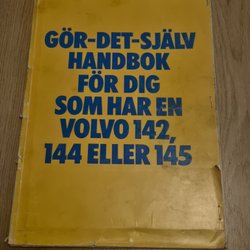 GÖR-DET-SJÄLV
HANDBOK
FÖR DIG
SOM HAR EN
VOLVO 142,
144 ELLER 145